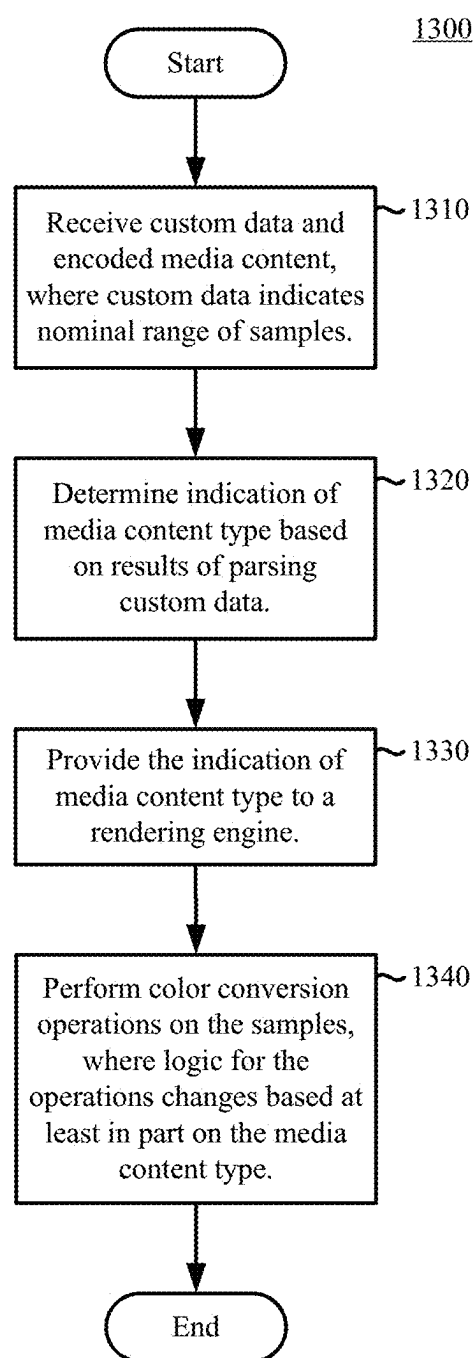 1300
Start
1310
Receive custom data and
encoded media content,
where custom data indicates
nominal range of samples.
1320
Determine indication of
media content type based
on results of parsing
custom data.
1330
Provide the indication of
media content type to a
rendering engine.
1340
Perform color conversion
operations on the samples,
where logic for the
operations changes based at
least in part on the media
content type.
End